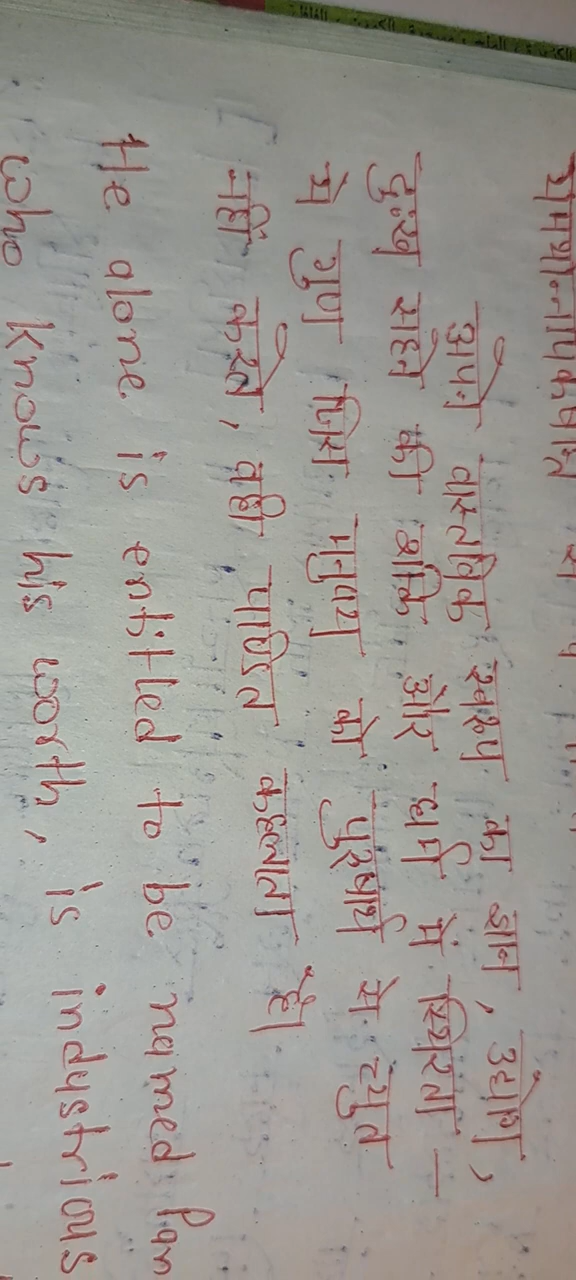 अपने वास्तविक स्वरूप का ज्ञान, उद्योग,
दुःख सहने की शक्ति और धर्म में स्थिरता –
ये गुण जिस मनुष्य को पुरुषार्थ से च्युत
नहीं करते, वही पण्डित कहलाता है।
He alone is entitled to be named Pan
who knows his worth, is industrious